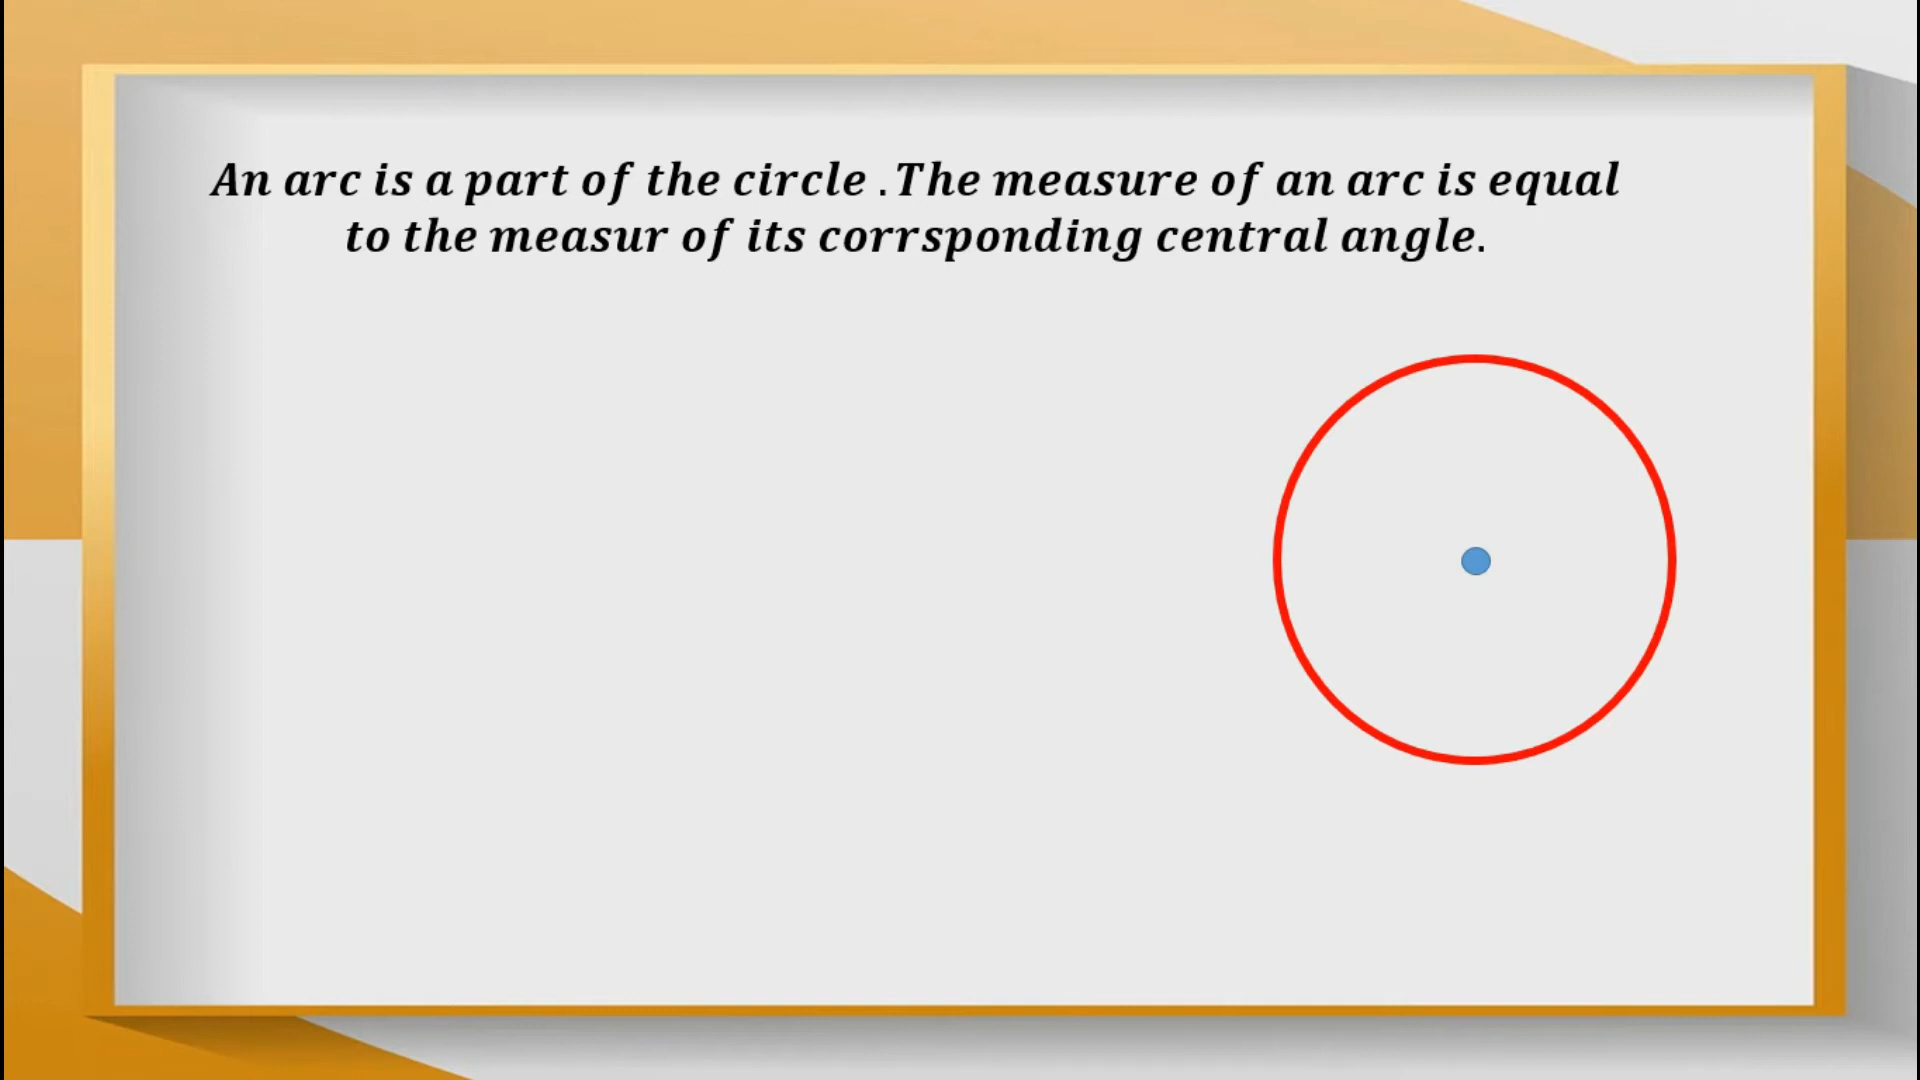 An arc is a part of the circle . The measure of an arc is equal
to the measur of its corrsponding central angle.